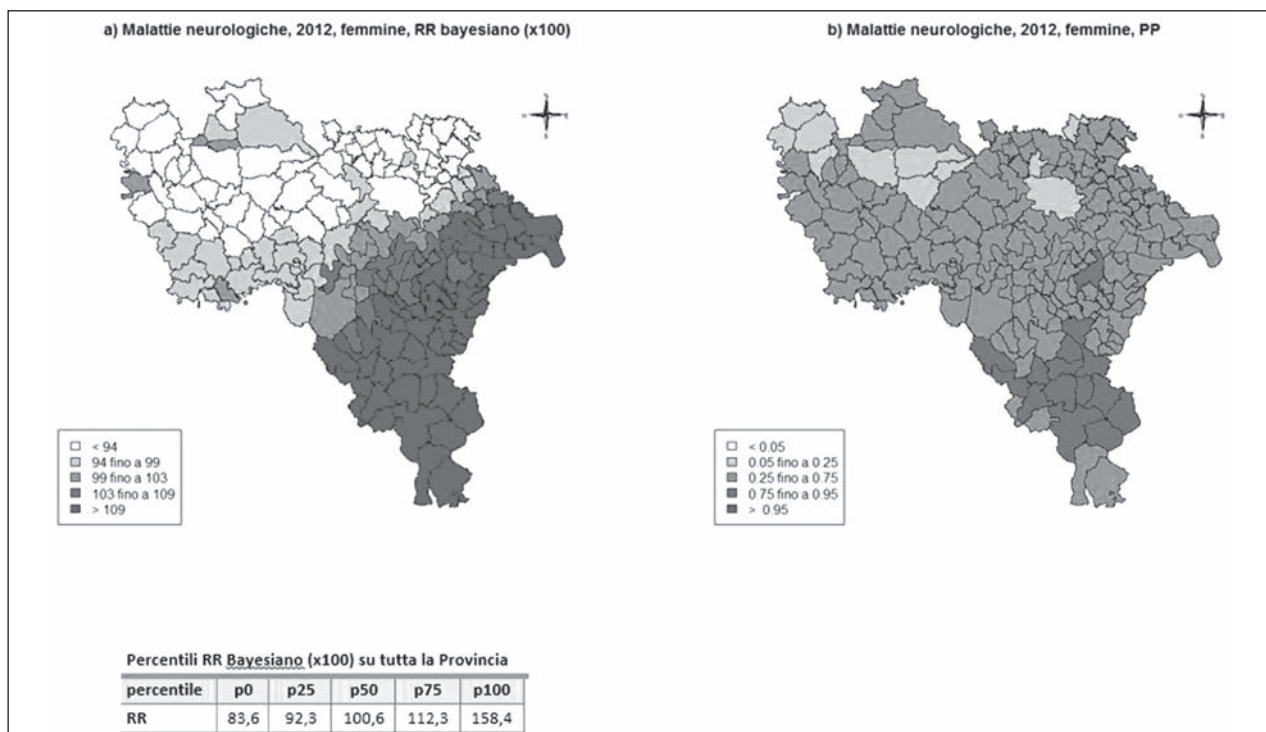 a) Malattie neurologiche, 2012, femmine, RR bayesiano (x100)
b) Malattie neurologiche, 2012, femmine, PP
< 94
94 fino a 99
99 fino a 103
103 fino a 109
> 109
< 0.05
0.05 fino a 0.25
0.25 fino a 0.75
0.75 fino a 0.95
> 0.95
Percentili RR Bayesiano (x100) su tutta la Provincia
percentile p0 p25 p50 p75 p100
RR 83,6 92,3 100,6 112,3 158,4